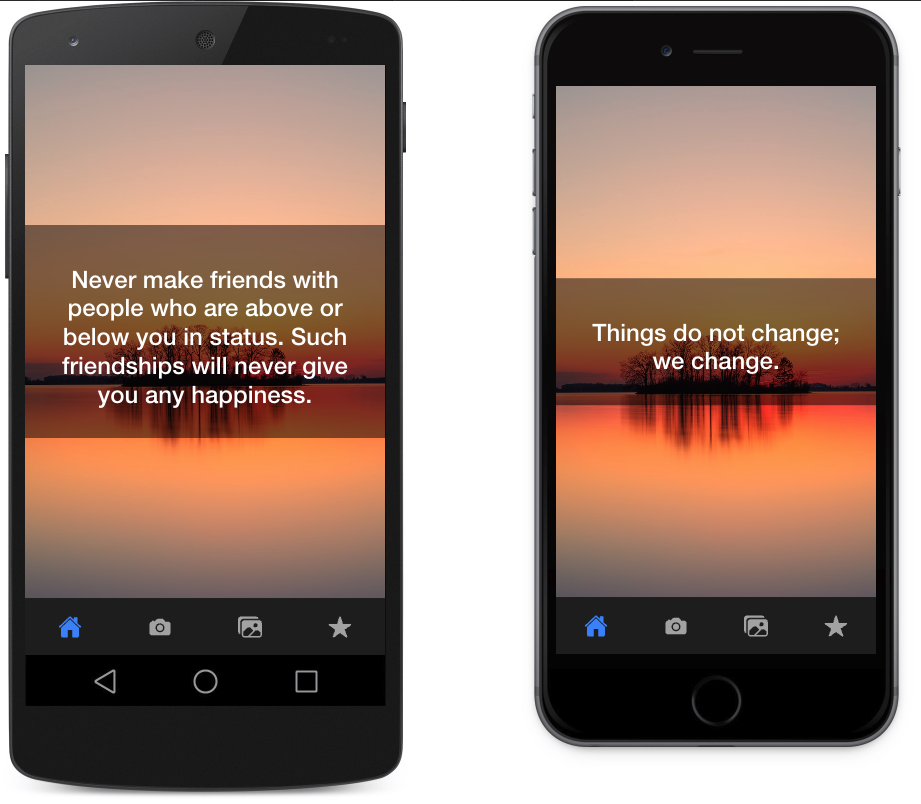 Never make friends with
people who are above or
below you in status. Such
friendships will never give
you any happiness.
Things do not change;
we change.